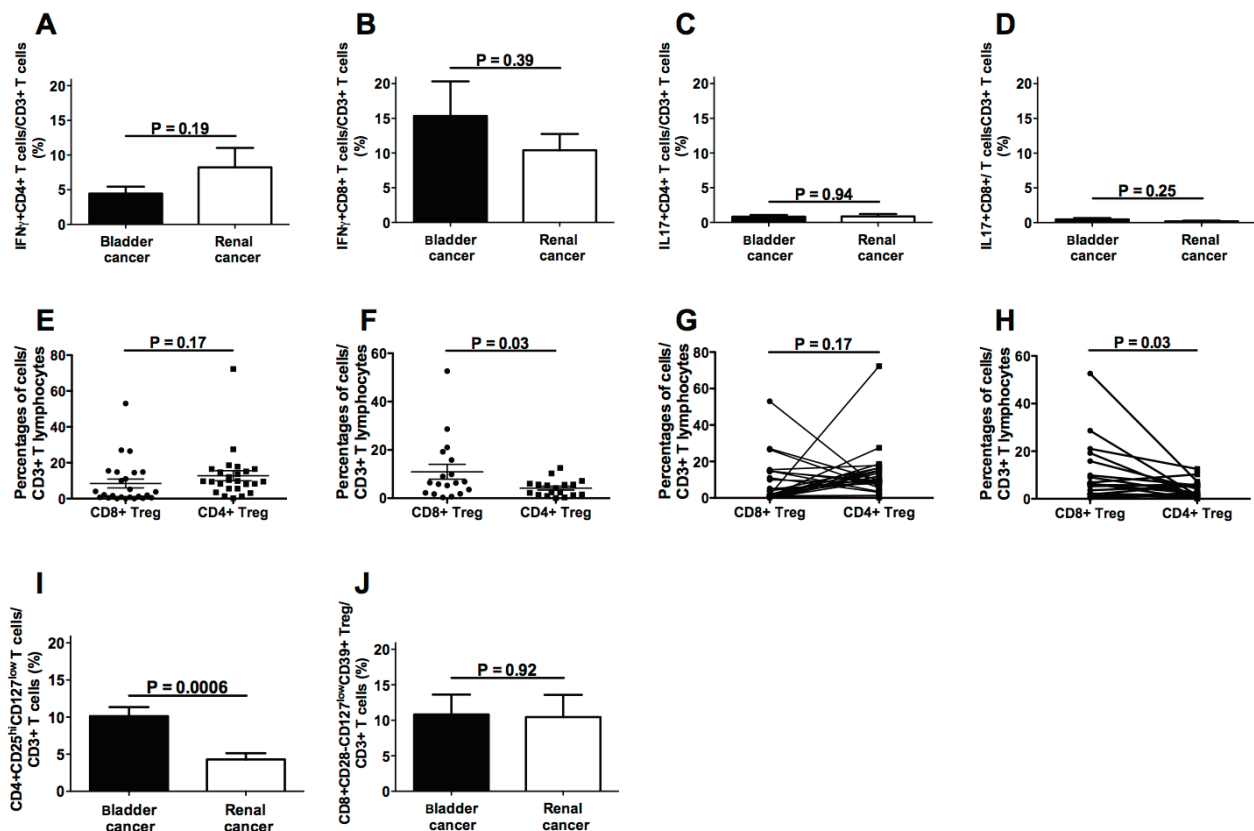 A
IFNγ+CD4+ T cells/CD3+ T cells
(%)
20
15
10
5
0
P = 0.19
Bladder
cancer
Renal
cancer
B
IFNγ+CD8+ T cells/CD3+ T cells
(%)
20
15
10
5
0
P = 0.39
Bladder
cancer
Renal
cancer
C
IL17+CD4+ T cells/CD3+ T cells
(%)
20
15
10
5
0
P = 0.94
Bladder
cancer
Renal
cancer
D
IL17+CD8+/ T cellsCD3+ T cells
(%)
20
15
10
5
0
P = 0.25
Bladder
cancer
Renal
cancer
E
Percentages of cells/
CD3+ T lymphocytes
80
60
40
20
0
P = 0.17
CD8+ Treg
CD4+ Treg
F
Percentages of cells/
CD3+ T lymphocytes
60
40
20
0
P = 0.03
CD8+ Treg
CD4+ Treg
G
Percentages of cells/
CD3+ T lymphocytes
80
60
40
20
0
P = 0.17
CD8+ Treg
CD4+ Treg
H
Percentages of cells/
CD3+ T lymphocytes
60
40
20
0
P = 0.03
CD8+ Treg
CD4+ Treg
I
CD4+CD25hiCD127low T cells/
CD3+ T cells (%)
20
15
10
5
0
P = 0.0006
Bladder
cancer
Renal
cancer
J
CD8+CD28-CD127lowCD39+ Treg/
CD3+ T cells (%)
20
15
10
5
0
P = 0.92
Bladder
cancer
Renal
cancer